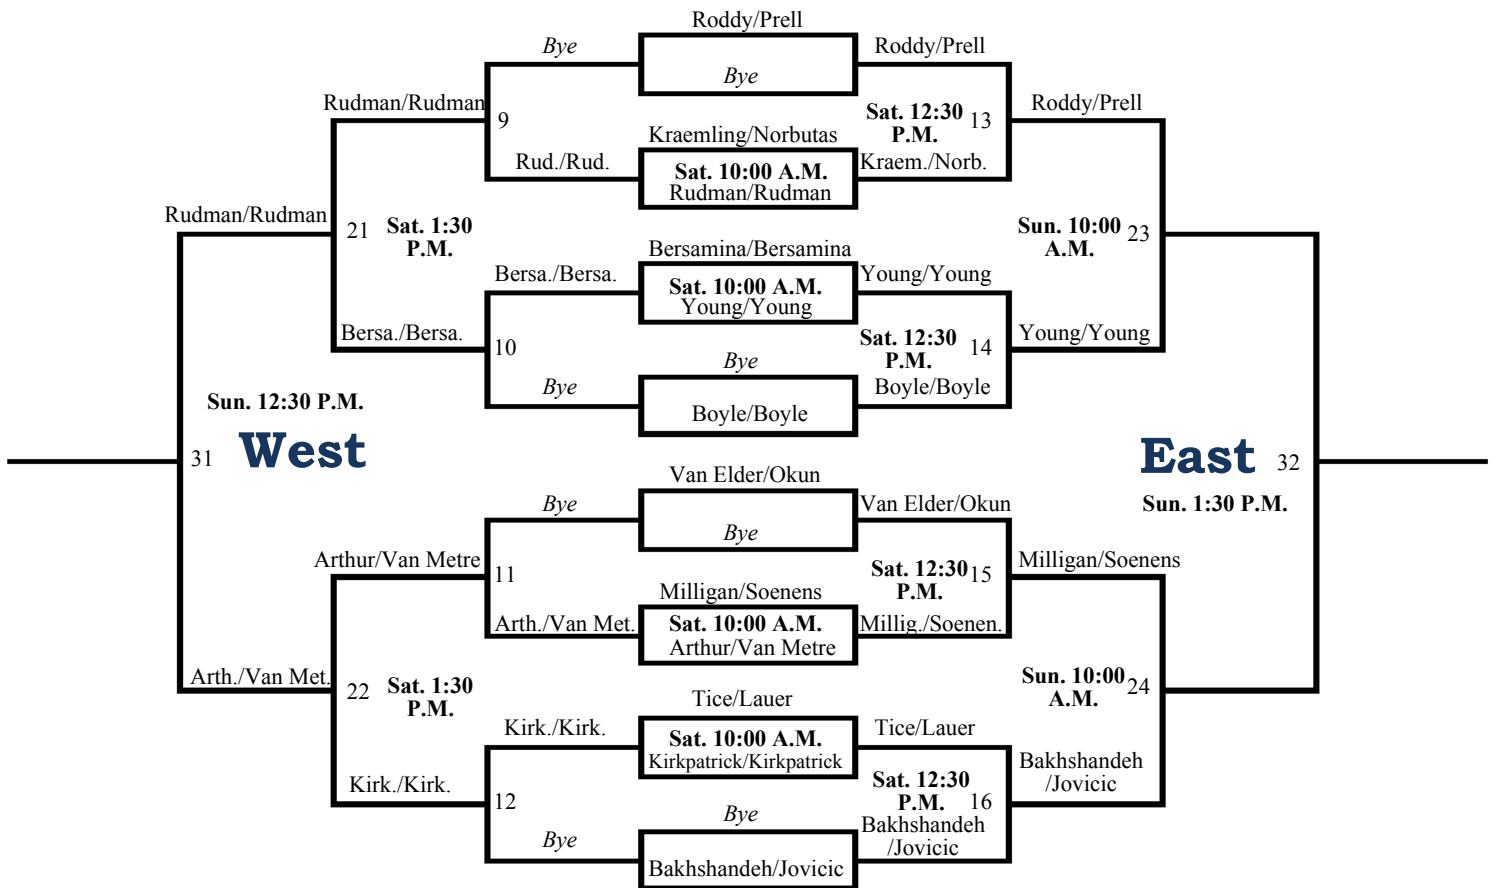 Roddy/Prell
Bye
Roddy/Prell
Bye
Rudman/Rudman
Roddy/Prell
9
Sat. 12:30
P.M.
13
Kraemling/Norbutas
Rud./Rud.
Sat. 10:00 A.M.
Kraem./Norb.
Rudman/Rudman
Rudman/Rudman
21
Sat. 1:30
P.M.
Sun. 10:00
A.M.
23
Bersamina/Bersamina
Bersa./Bersa.
Sat. 10:00 A.M.
Young/Young
Young/Young
Bersa./Bersa.
10
Sat. 12:30
P.M.
14
Young/Young
Bye
Bye
Boyle/Boyle
Boyle/Boyle
Sun. 12:30 P.M.
31
West
East
32
Sun. 1:30 P.M.
Van Elder/Okun
Bye
Van Elder/Okun
Bye
Arthur/Van Metre
Milligan/Soenens
11
Sat. 12:30
P.M.
15
Milligan/Soenens
Arth./Van Met.
Sat. 10:00 A.M.
Millig./Soenen.
Arthur/Van Metre
Arth./Van Met.
22
Sat. 1:30
P.M.
Sun. 10:00
A.M.
24
Tice/Lauer
Kirk./Kirk.
Sat. 10:00 A.M.
Tice/Lauer
Kirkpatrick/Kirkpatrick
Kirk./Kirk.
Bakhshandeh
/Jovicic
12
Sat. 12:30
P.M.
16
Bye
Bye
Bakhshandeh
/Jovicic
Bakhshandeh/Jovicic